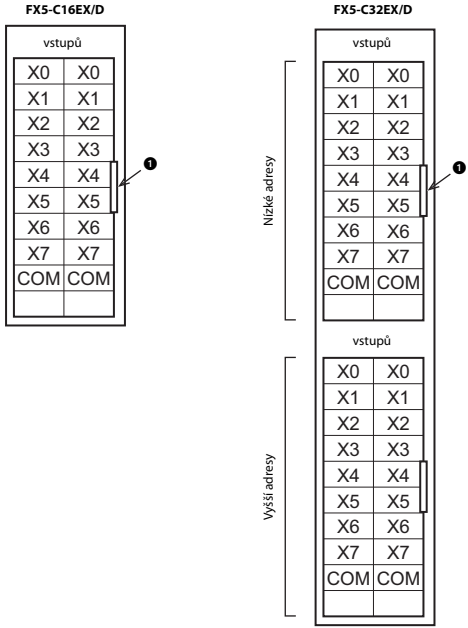 FX5-C16EX/D
vstupů
X0 X0
X1 X1
X2 X2
X3 X3
X4 X4
X5 X5
X6 X6
X7 X7
COM COM
❶
FX5-C32EX/D
vstupů
Nízké adresy
X0 X0
X1 X1
X2 X2
X3 X3
X4 X4
X5 X5
X6 X6
X7 X7
COM COM
❶
vstupů
Vyšší adresy
X0 X0
X1 X1
X2 X2
X3 X3
X4 X4
X5 X5
X6 X6
X7 X7
COM COM